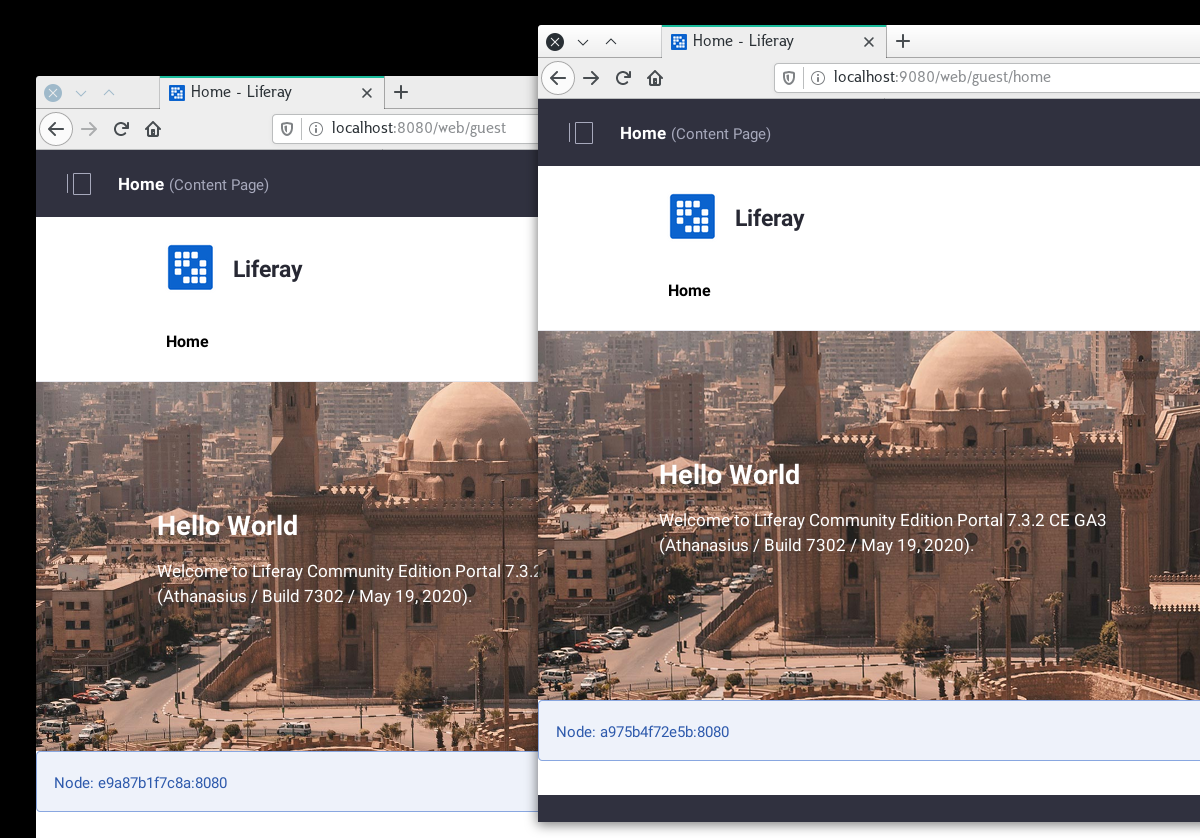 Home - Liferay
localhost:8080/web/guest
Home (Content Page)
Liferay
Home
Hello World
Welcome to Liferay Community Edition Portal 7.3.2
(Athanasius / Build 7302 / May 19, 2020).
Node: e9a87b1f7c8a:8080
Home - Liferay
localhost:9080/web/guest/home
Home (Content Page)
Liferay
Home
Hello World
Welcome to Liferay Community Edition Portal 7.3.2 CE GA3
(Athanasius / Build 7302 / May 19, 2020).
Node: a975b4f72e5b:8080